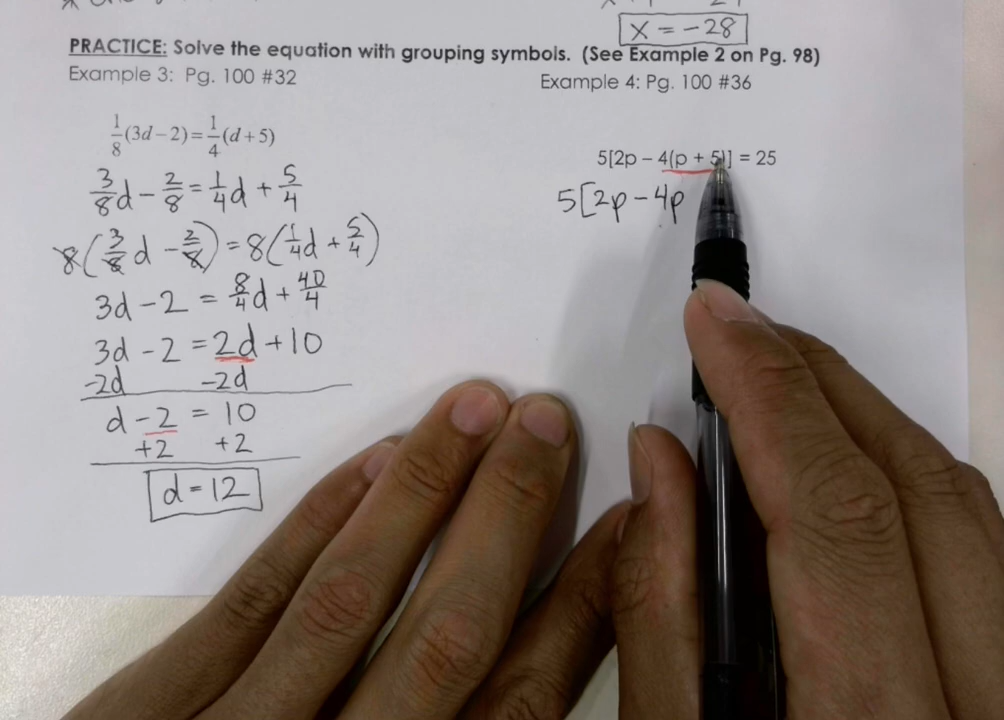 x = -28
PRACTICE: Solve the equation with grouping symbols. (See Example 2 on Pg. 98)
Example 3: Pg. 100 #32
1/8(3d-2)=1/4(d+5)
3/8d - 2/8 = 1/4d + 5/4
8(3/8d - 2/8) = 8(1/4d + 5/4)
3d - 2 = 8/4d + 40/4
3d - 2 = 2d + 10
-2d -2d
d - 2 = 10
+2 +2
d = 12
Example 4: Pg. 100 #36
5[2p – 4(p + 5)] = 25
5[2p - 4p